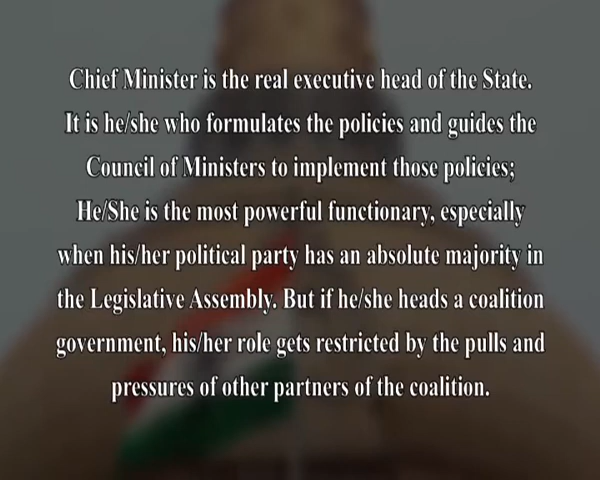 Chief Minister is the real executive head of the State.
It is he/she who formulates the policies and guides the
Council of Ministers to implement those policies;
He/She is the most powerful functionary, especially
when his/her political party has an absolute majority in
the Legislative Assembly. But if he/she heads a coalition
government, his/her role gets restricted by the pulls and
pressures of other partners of the coalition.